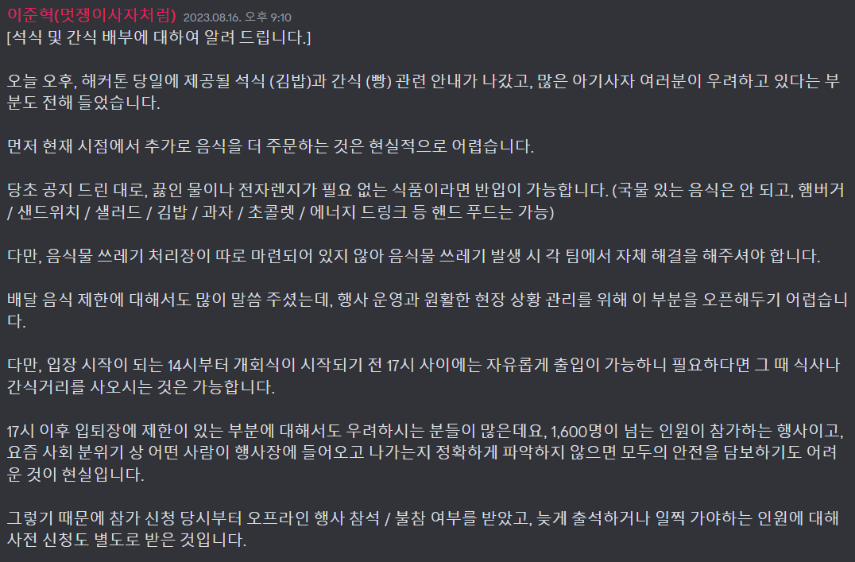 이준혁(멋쟁이사자처럼) 2023.08.16. 오후 9:10
[석식 및 간식 배부에 대하여 알려 드립니다.]
오늘 오후, 해커톤 당일에 제공될 석식 (김밥)과 간식 (빵) 관련 안내가 나갔고, 많은 아기사자 여러분이 우려하고 있다는 부
분도 전해 들었습니다.
먼저 현재 시점에서 추가로 음식을 더 주문하는 것은 현실적으로 어렵습니다.
당초 공지 드린 대로, 끓인 물이나 전자렌지가 필요 없는 식품이라면 반입이 가능합니다. (국물 있는 음식은 안 되고, 햄버거
/ 샌드위치 / 샐러드 / 김밥 / 과자 / 초콜렛 / 에너지 드링크 등 핸드 푸드는 가능)
다만, 음식물 쓰레기 처리장이 따로 마련되어 있지 않아 음식물 쓰레기 발생 시 각 팀에서 자체 해결을 해주셔야 합니다.
배달 음식 제한에 대해서도 많이 말씀 주셨는데, 행사 운영과 원활한 현장 상황 관리를 위해 이 부분을 오픈해두기 어렵습니
다.
다만, 입장 시작이 되는 14시부터 개회식이 시작되기 전 17시 사이에는 자유롭게 출입이 가능하니 필요하다면 그 때 식사나
간식거리를 사오시는 것은 가능합니다.
17시 이후 입퇴장에 제한이 있는 부분에 대해서도 우려하시는 분들이 많은데요, 1,600명이 넘는 인원이 참가하는 행사이고,
요즘 사회 분위기 상 어떤 사람이 행사장에 들어오고 나가는지 정확하게 파악하지 않으면 모두의 안전을 담보하기도 어려
운 것이 현실입니다.
그렇기 때문에 참가 신청 당시부터 오프라인 행사 참석 / 불참 여부를 받았고, 늦게 출석하거나 일찍 가야하는 인원에 대해
사전 신청도 별도로 받은 것입니다.